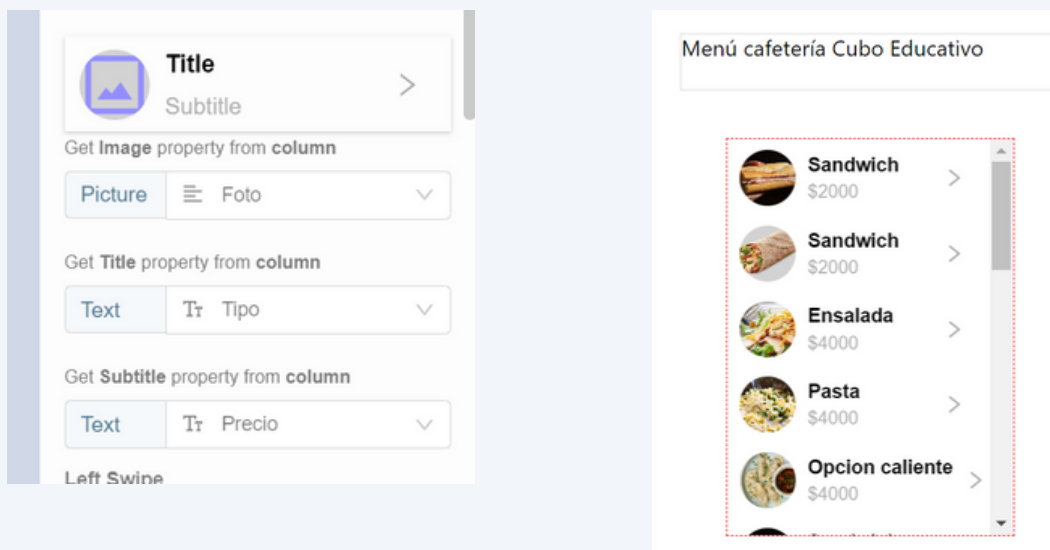 Title
Subtitle
Get Image property from column
Picture Foto
Get Title property from column
Text Tт Tipo
Get Subtitle property from column
Text Tт Precio
Left Swipe
Menú cafetería Cubo Educativo
Sandwich
$2000
Sandwich
$2000
Ensalada
$4000
Pasta
$4000
Opcion caliente
$4000